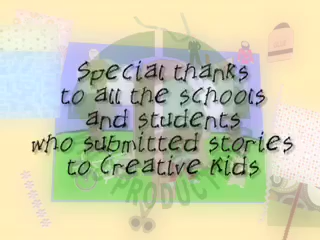 Special thanks
to all the schools
and students
who submitted stories
to Creative Kids